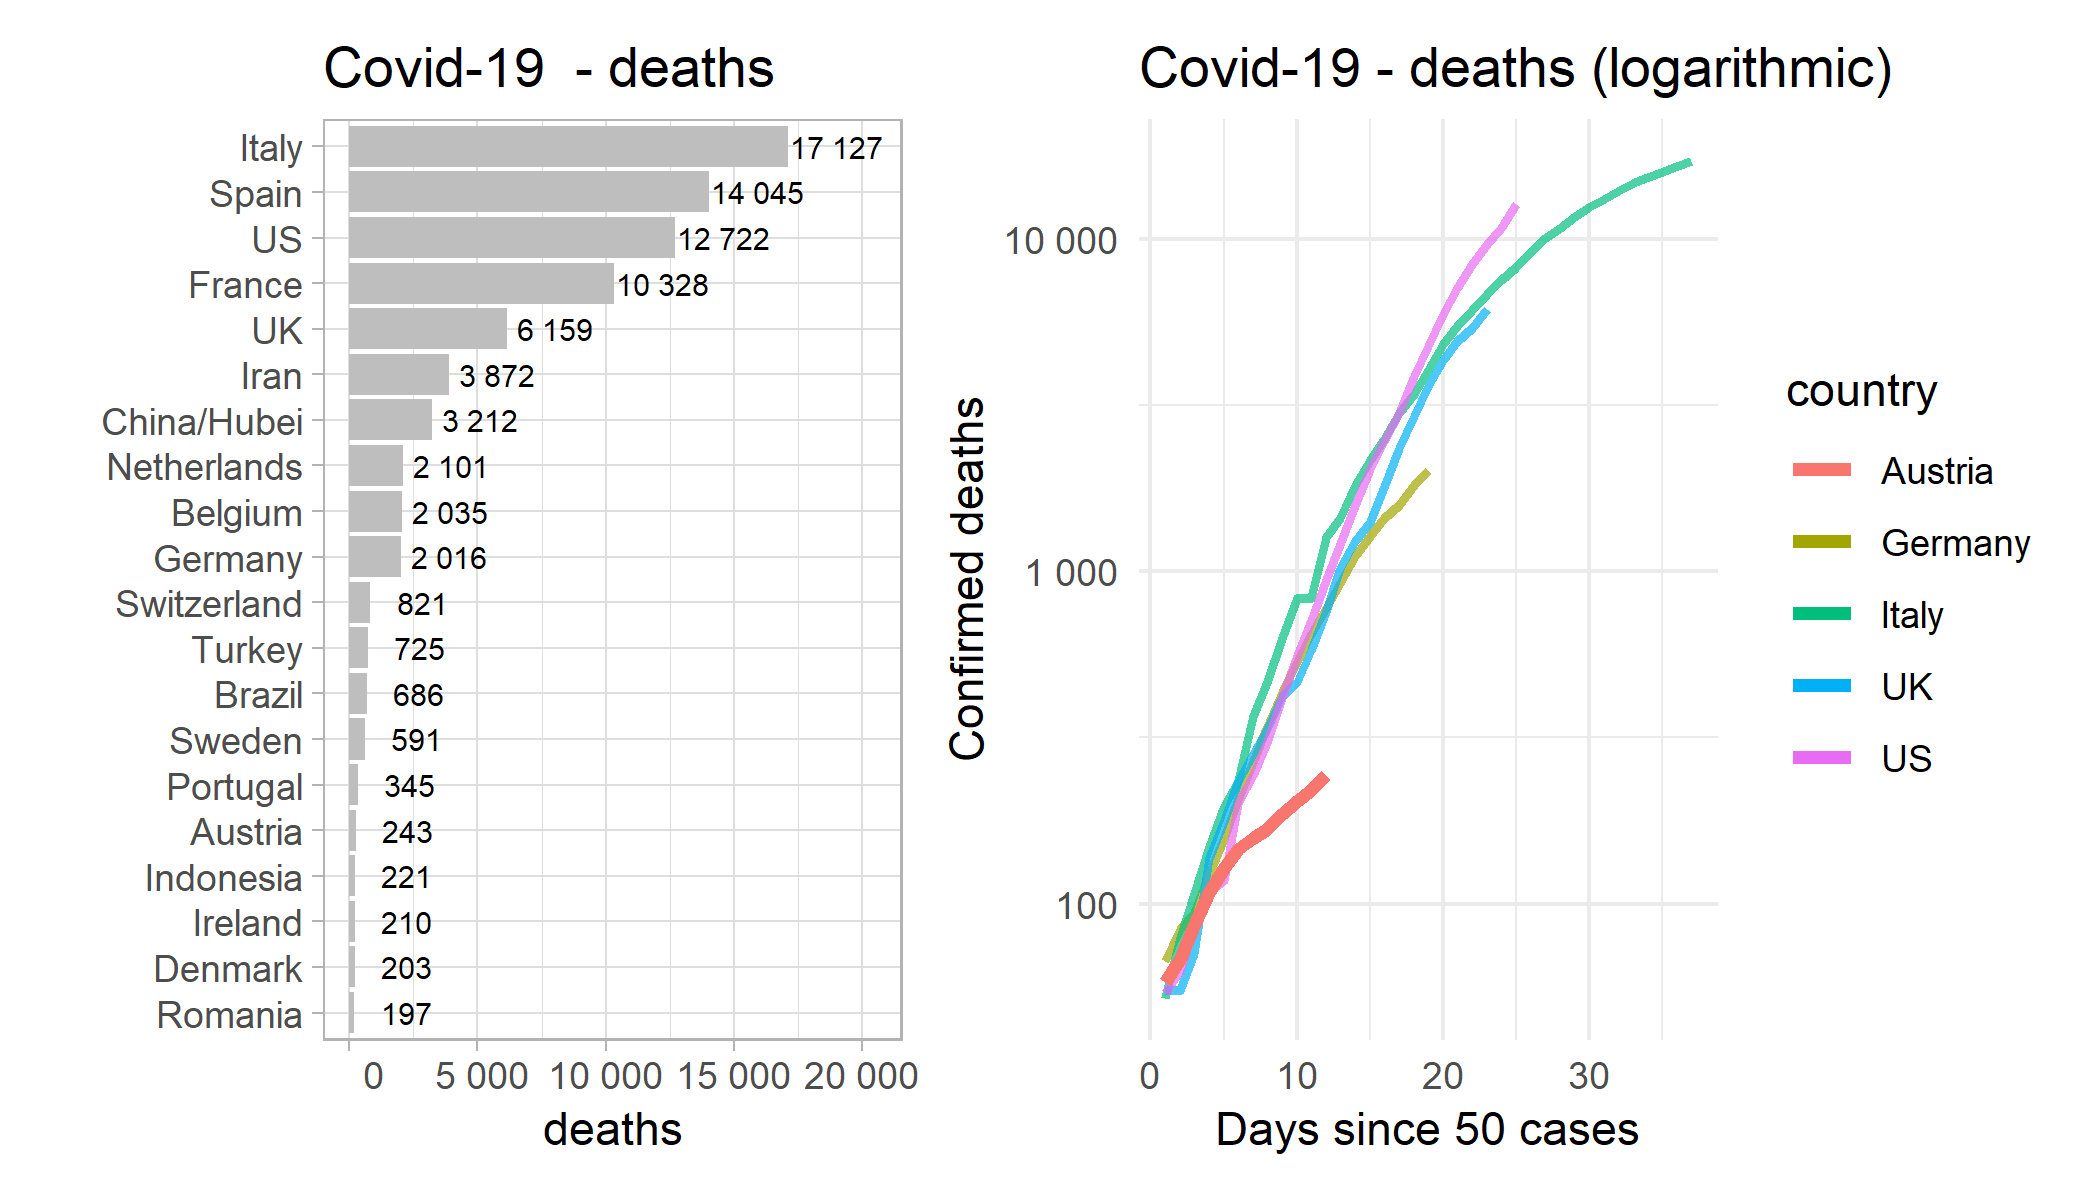 Covid-19  - deaths
Italy 17 127
Spain 14 045
US 12 722
France 10 328
UK 6 159
Iran 3 872
China/Hubei 3 212
Netherlands 2 101
Belgium 2 035
Germany 2 016
Switzerland 821
Turkey 725
Brazil 686
Sweden 591
Portugal 345
Austria 243
Indonesia 221
Ireland 210
Denmark 203
Romania 197
0 5 000 10 000 15 000 20 000
deaths
Covid-19 - deaths (logarithmic)
Confirmed deaths
10 000
1 000
100
0 10 20 30
Days since 50 cases
country
Austria
Germany
Italy
UK
US